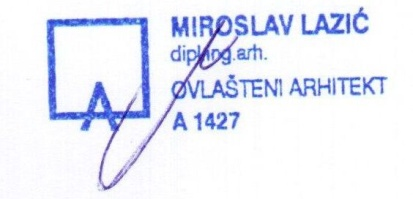 MIROSLAV LAZIĆ
dipl.ing.arh.
OVLAŠTENI ARHITEKT
A 1427